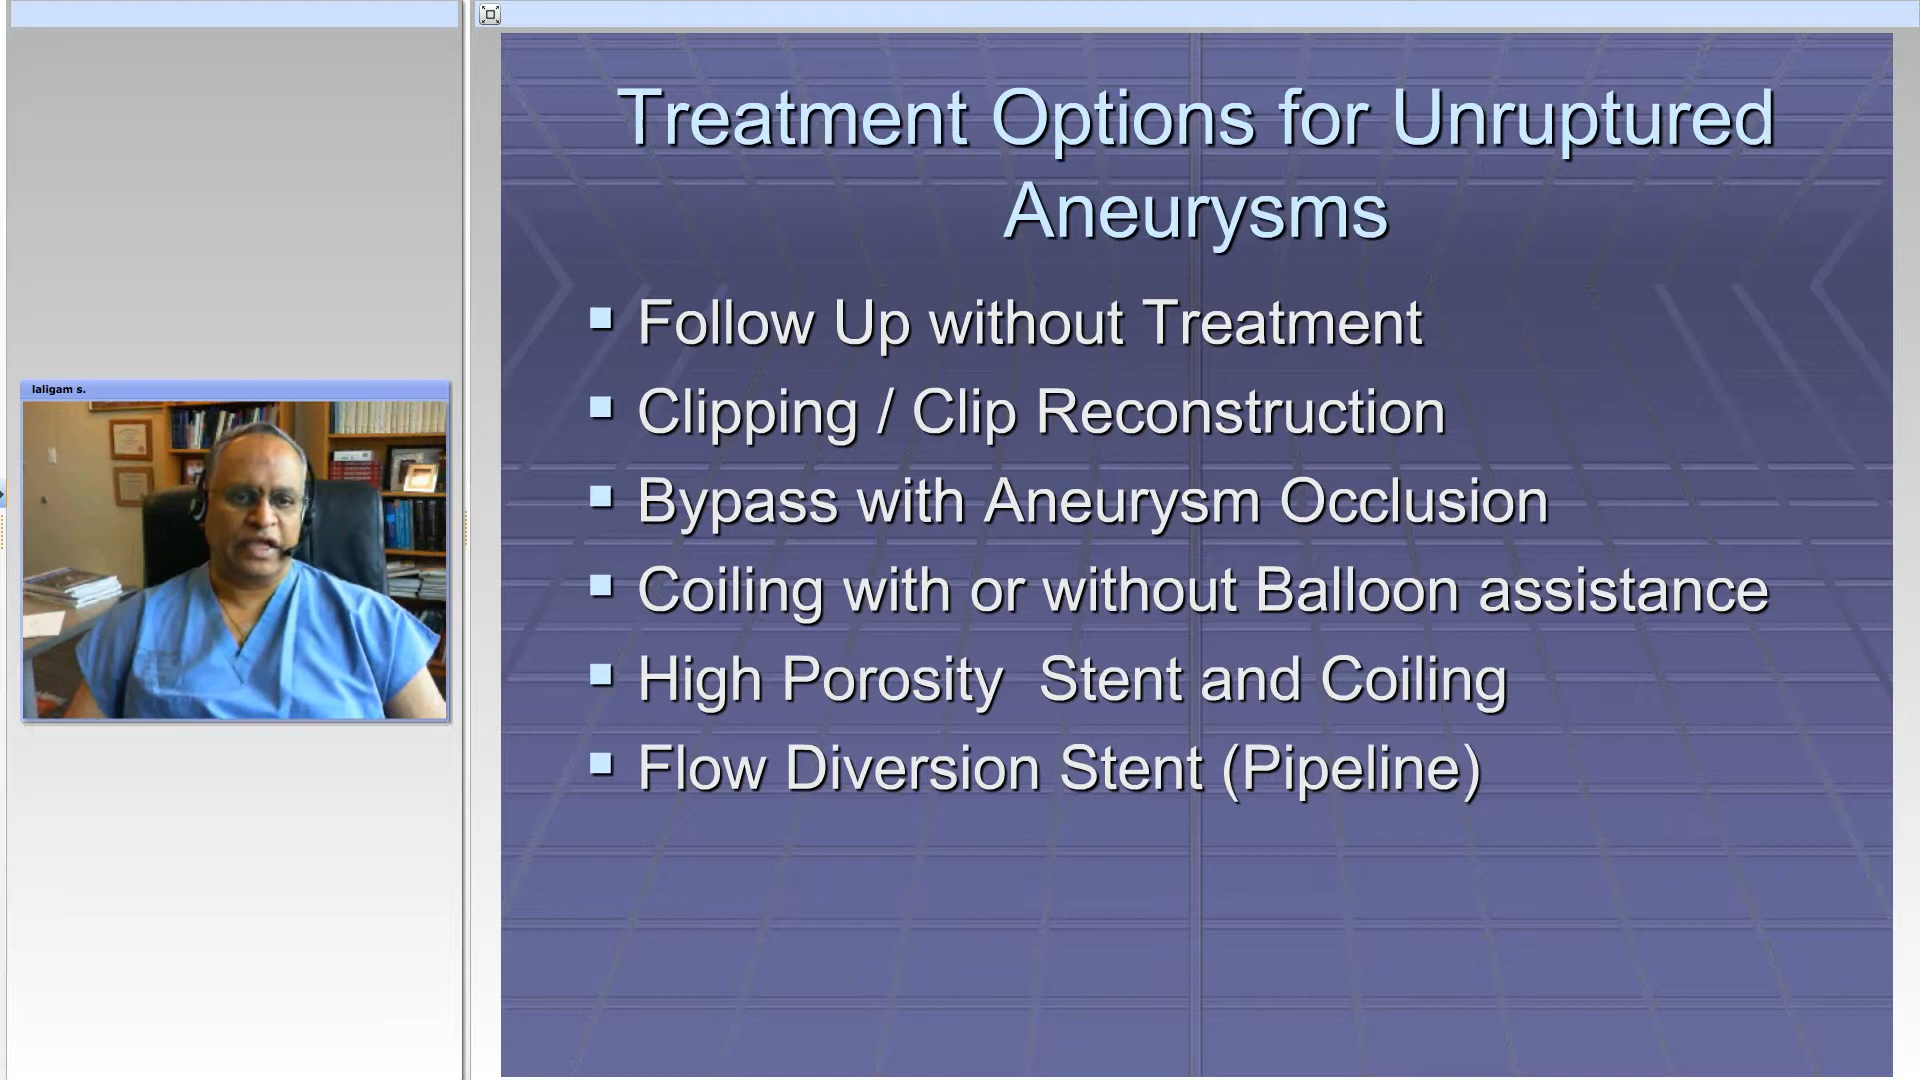 laligam s.
Treatment Options for Unruptured
Aneurysms
Follow Up without Treatment
Clipping / Clip Reconstruction
Bypass with Aneurysm Occlusion
Coiling with or without Balloon assistance
High Porosity  Stent and Coiling
Flow Diversion Stent (Pipeline)